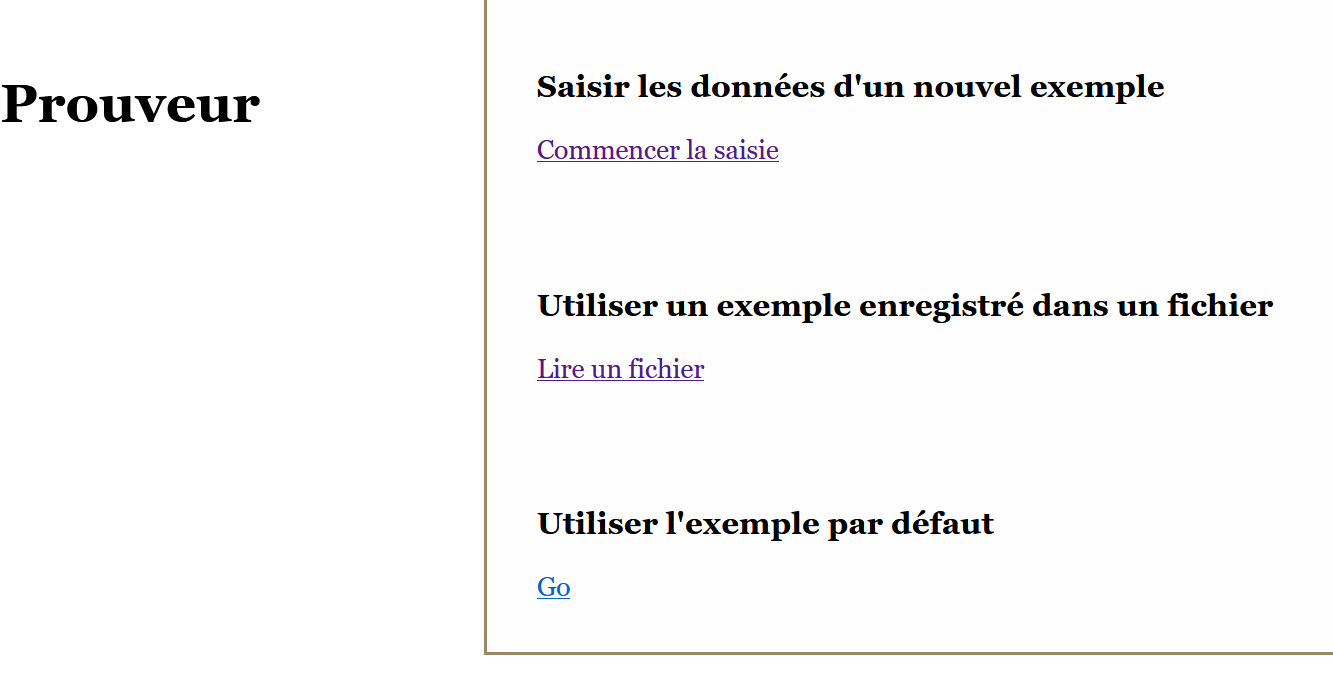 Prouveur
Saisir les données d'un nouvel exemple
Commencer la saisie
Utiliser un exemple enregistré dans un fichier
Lire un fichier
Utiliser l'exemple par défaut
Go